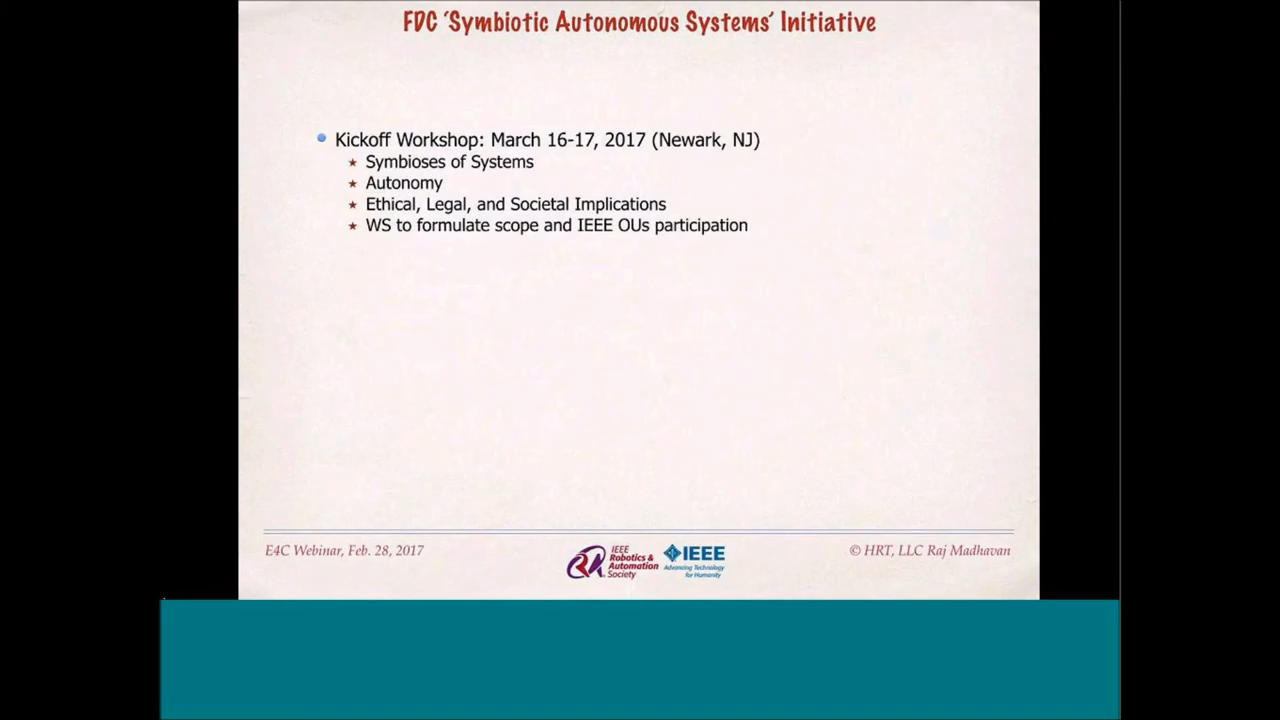 FDC ‘Symbiotic Autonomous Systems’ Initiative
Kickoff Workshop: March 16-17, 2017 (Newark, NJ)
Symbioses of Systems
Autonomy
Ethical, Legal, and Societal Implications
WS to formulate scope and IEEE OUs participation
E4C Webinar, Feb. 28, 2017
IEEE
Robotics &
Automation
Society
IEEE
Advancing Technology
for Humanity
© HRT, LLC Raj Madhavan